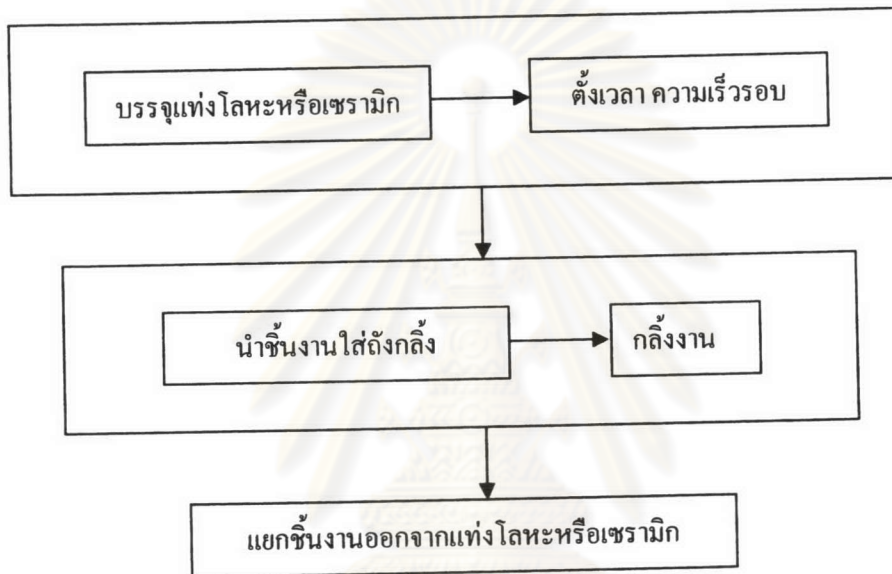 บรรจุแท่งโลหะหรือเซรามิก
ตั้งเวลา ความเร็วรอบ
นำชิ้นงานใส่ถังกลิ้ง
กลิ้งงาน
แยกชิ้นงานออกจากแท่งโลหะหรือเซรามิก